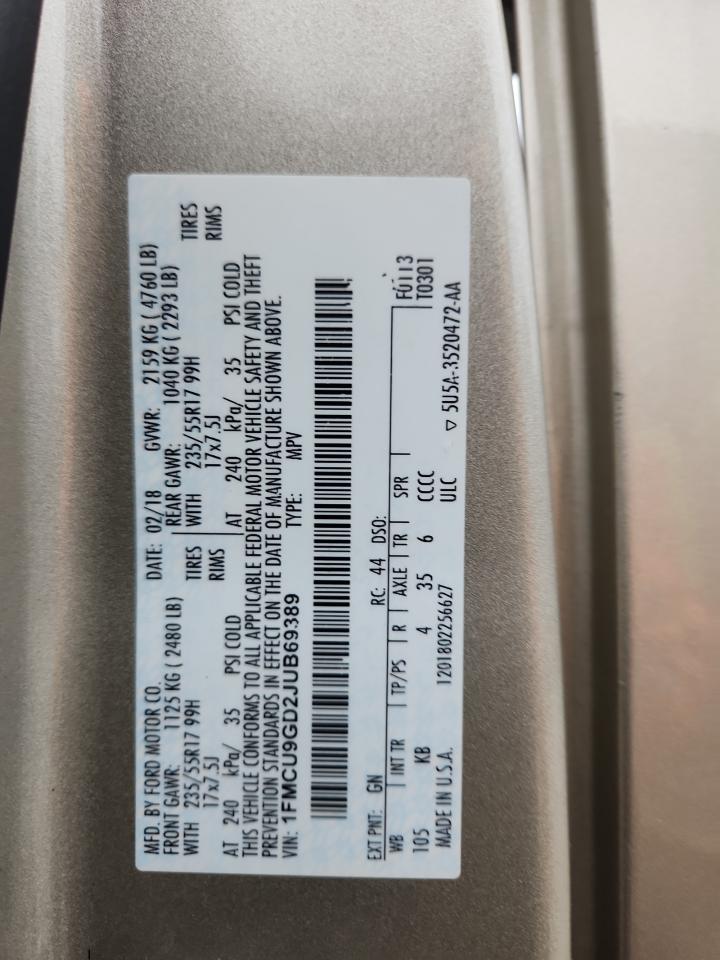 MFD. BY FORD MOTOR CO. DATE: 02/18 GVWR: 2159 KG ( 4760 LB)
FRONT GAWR: 1125 KG ( 2480 LB) REAR GAWR: 1040 KG ( 2293 LB)
WITH 235/55R17 99H TIRES WITH 235/55R17 99H TIRES
17x7.5J RIMS 17x7.5J RIMS
AT 240 kPa/ 35 PSI COLD AT 240 kPa/ 35 PSI COLD
THIS VEHICLE CONFORMS TO ALL APPLICABLE FEDERAL MOTOR VEHICLE SAFETY AND THEFT
PREVENTION STANDARDS IN EFFECT ON THE DATE OF MANUFACTURE SHOWN ABOVE.
VIN: 1FMCU9GD2JUB69389 TYPE: MPV
EXT PNT: GN RC: 44 DSO: T0301
WB INT TR TP/PS R AXLE TR SPR
105 KB 4 35 6 CCCC
MADE IN U.S.A. 1201802256627 ULC ▽ 5U5A-3520472-AA